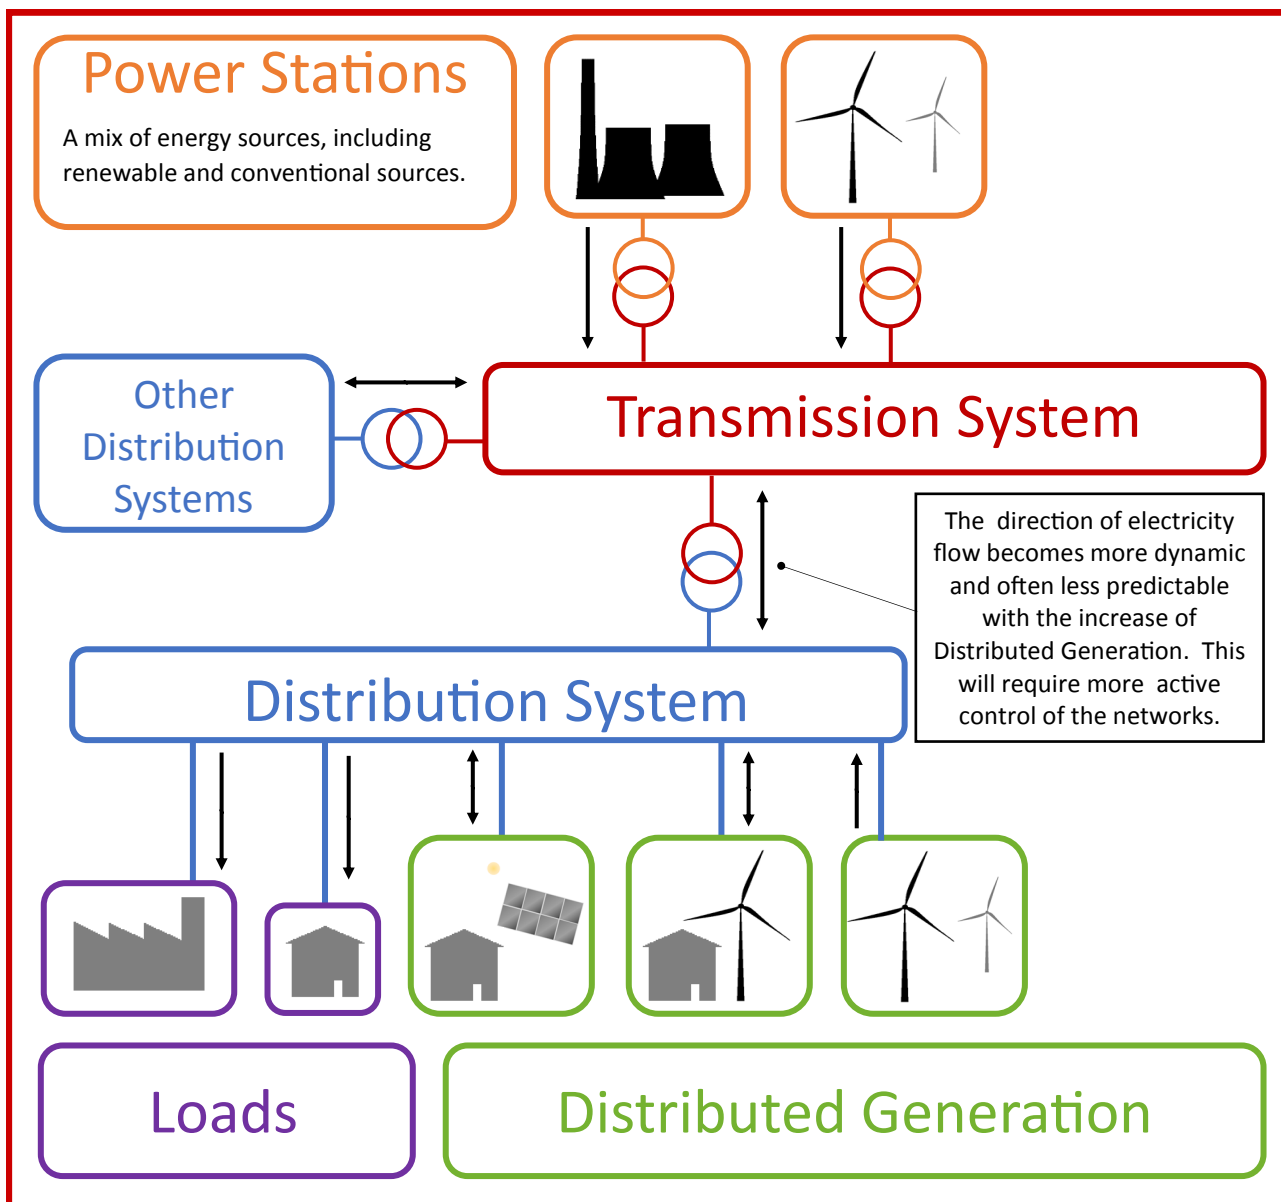 Power Stations
A mix of energy sources, including
renewable and conventional sources.
Other
Distribution
Systems
Transmission System
The direction of electricity
flow becomes more dynamic
and often less predictable
with the increase of
Distributed Generation. This
will require more active
control of the networks.
Distribution System
Loads
Distributed Generation